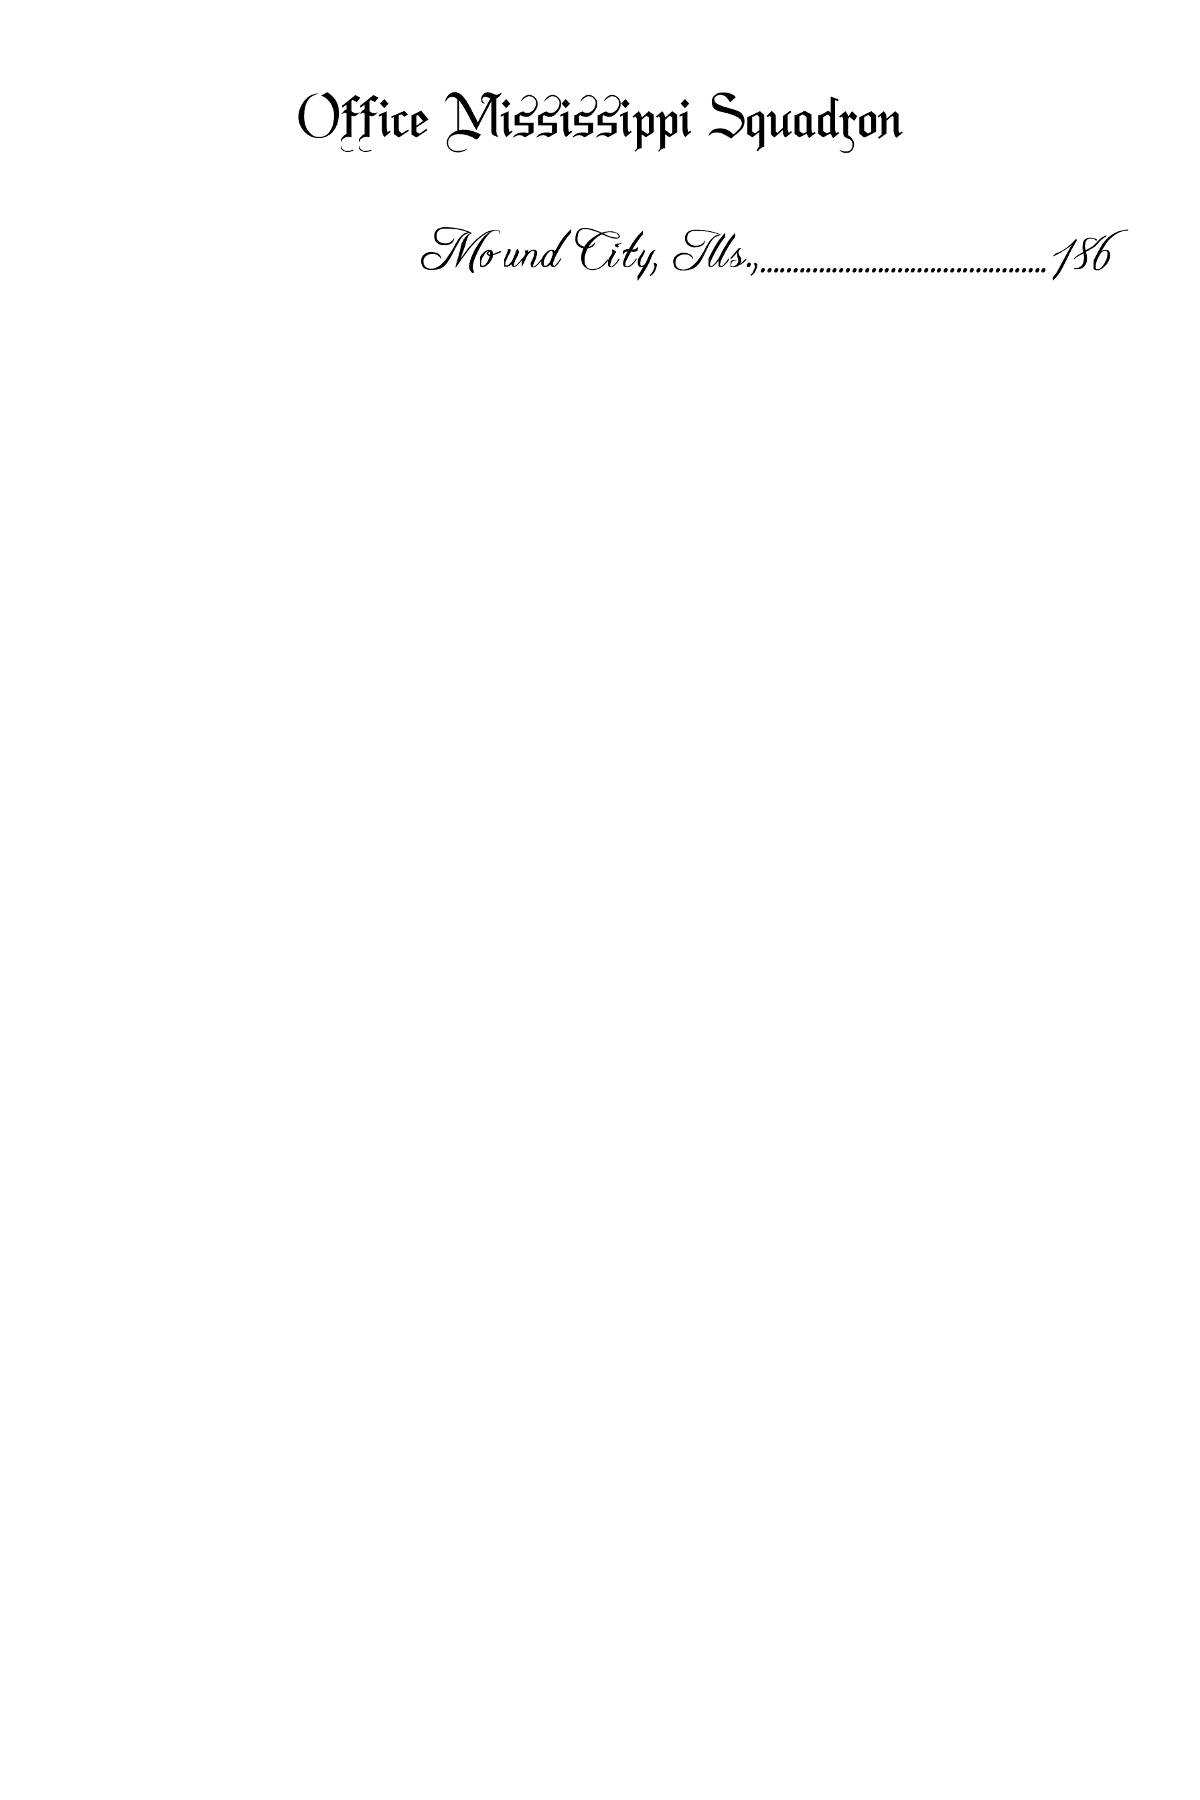 Office Mississippi Squadron
Mound City, Ills.,............................................186